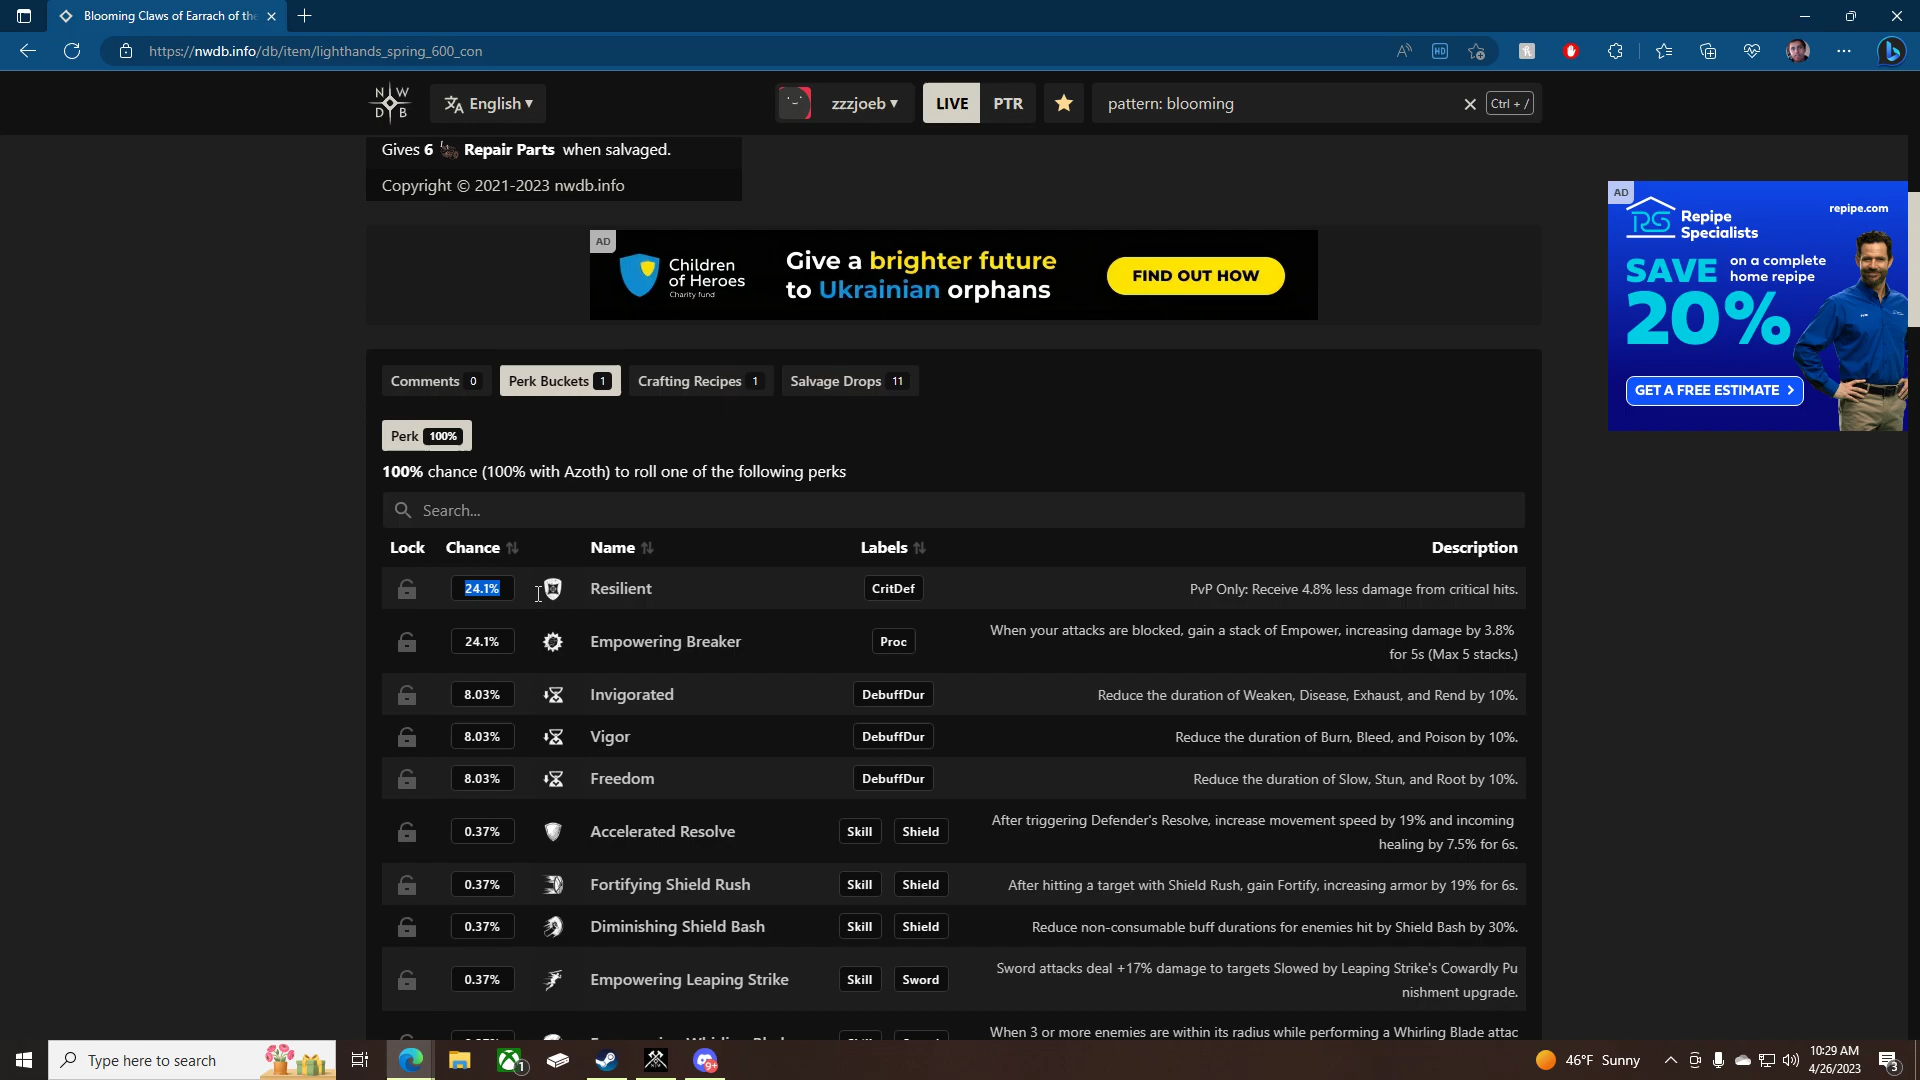 Blooming Claws of Earrach of the
https://nwdb.info/db/item/lighthands_spring_600_con
HD
N W
D B
English ▾
zzzjoeb ▾
LIVE
PTR
pattern: blooming
Ctrl + /
Gives 6 Repair Parts when salvaged.
Copyright © 2021-2023 nwdb.info
AD
Children
of Heroes
Charity fund
Give a brighter future
to Ukrainian orphans
FIND OUT HOW
AD
RS
Repipe
Specialists
repipe.com
SAVE
on a complete
home repipe
20%
GET A FREE ESTIMATE
Comments 0
Perk Buckets 1
Crafting Recipes 1
Salvage Drops 11
Perk 100%
100% chance (100% with Azoth) to roll one of the following perks
Search...
Lock Chance Name Labels Description
24.1% Resilient CritDef PvP Only: Receive 4.8% less damage from critical hits.
24.1% Empowering Breaker Proc When your attacks are blocked, gain a stack of Empower, increasing damage by 3.8%
for 5s (Max 5 stacks.)
8.03% Invigorated DebuffDur Reduce the duration of Weaken, Disease, Exhaust, and Rend by 10%.
8.03% Vigor DebuffDur Reduce the duration of Burn, Bleed, and Poison by 10%.
8.03% Freedom DebuffDur Reduce the duration of Slow, Stun, and Root by 10%.
0.37% Accelerated Resolve Skill Shield After triggering Defender's Resolve, increase movement speed by 19% and incoming
healing by 7.5% for 6s.
0.37% Fortifying Shield Rush Skill Shield After hitting a target with Shield Rush, gain Fortify, increasing armor by 19% for 6s.
0.37% Diminishing Shield Bash Skill Shield Reduce non-consumable buff durations for enemies hit by Shield Bash by 30%.
0.37% Empowering Leaping Strike Skill Sword Sword attacks deal +17% damage to targets Slowed by Leaping Strike's Cowardly Pu
nishment upgrade.
When 3 or more enemies are within its radius while performing a Whirling Blade attac
Type here to search
1
9+
46°F Sunny
10:29 AM
4/26/2023
3